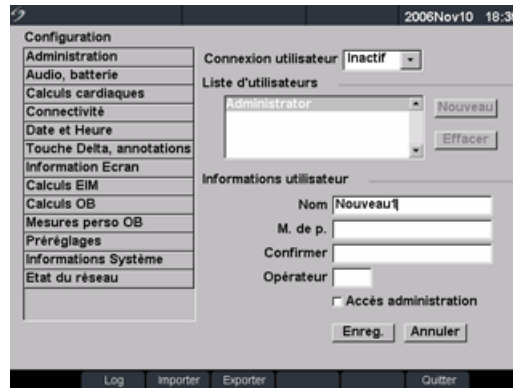 2006Nov10 18:3
Configuration
Administration
Audio, batterie
Calculs cardiaques
Connectivité
Date et Heure
Touche Delta, annotations
Information Ecran
Calculs EIM
Calculs OB
Mesures perso OB
Préréglages
Informations Système
Etat du réseau
Connexion utilisateur Inactif
Liste d'utilisateurs
Administrator
Nouveau
Effacer
Informations utilisateur
Nom Nouveau1
M. de p.
Confirmer
Opérateur
Accès administration
Enreg. Annuler
Log Importer Exporter Quitter